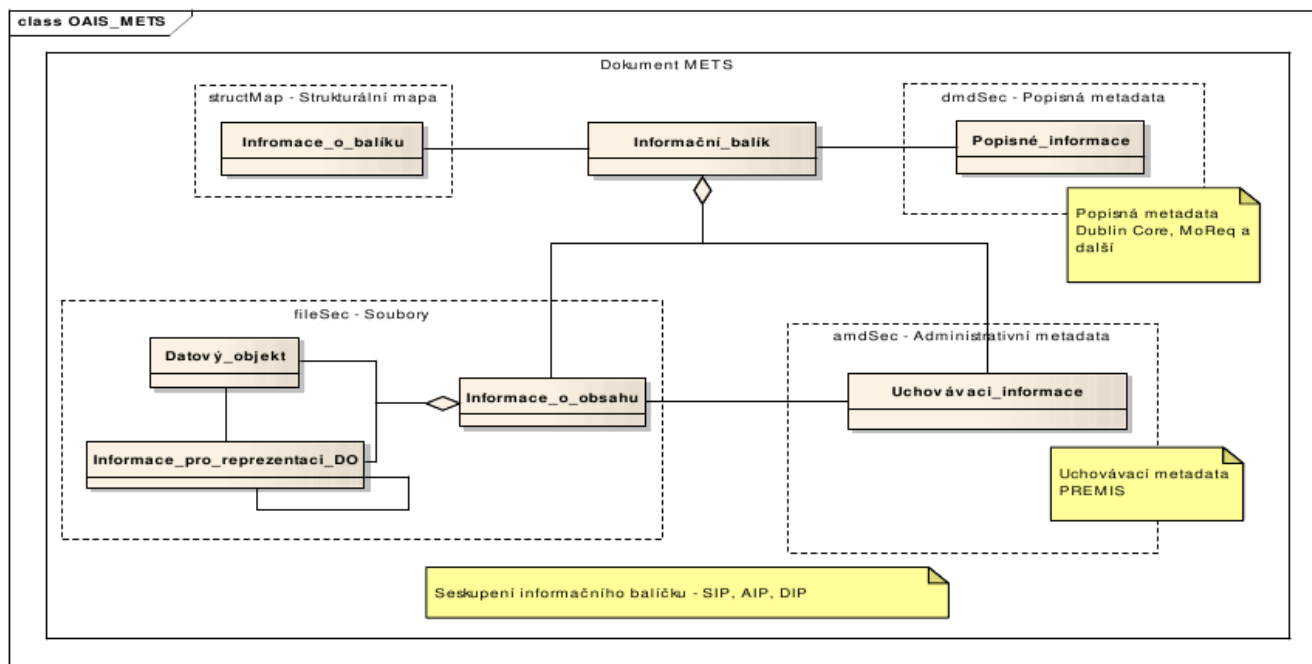 class OAIS_METS
Dokument METS
structMap - Strukturální mapa
Infromace_o_balíku
Informační_balík
dmdSec - Popisná metadata
Popisné_informace
Popisná metadata
Dublin Core, MoReq a
další
fileSec - Soubory
Datový_objekt
Informace_o_obsahu
Informace_pro_reprezentaci_DO
amdSec - Administrativní metadata
Uchovávaci_informace
Uchovávací metadata
PREMIS
Seskupení informačního balíčku - SIP, AIP, DIP